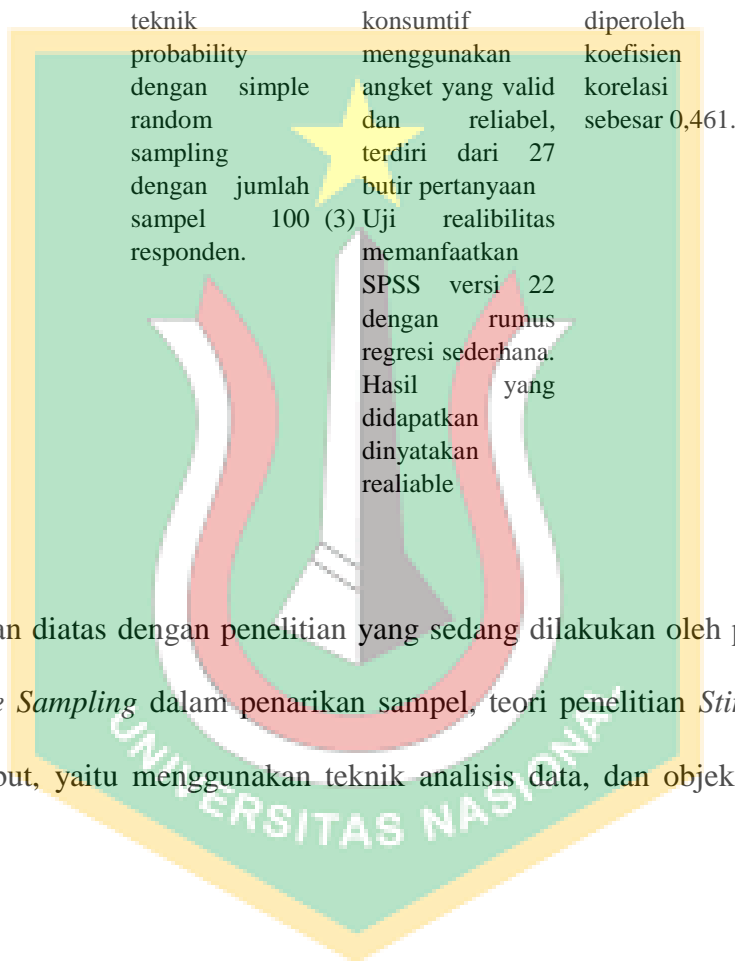 teknik
probability
dengan simple
random
sampling
dengan jumlah
sampel 100
responden.
konsumtif
menggunakan
angket yang valid
dan reliabel,
terdiri dari 27
butir pertanyaan
(3) Uji realibilitas
memanfaatkan
SPSS versi 22
dengan rumus
regresi sederhana.
Hasil yang
didapatkan
dinyatakan
realiable
diperoleh
koefisien
korelasi
sebesar 0,461.
an diatas dengan penelitian yang sedang dilakukan oleh p
e Sampling dalam penarikan sampel, teori penelitian Sti
but, yaitu menggunakan teknik analisis data, dan objek
UNIVERSITAS NASIONAL